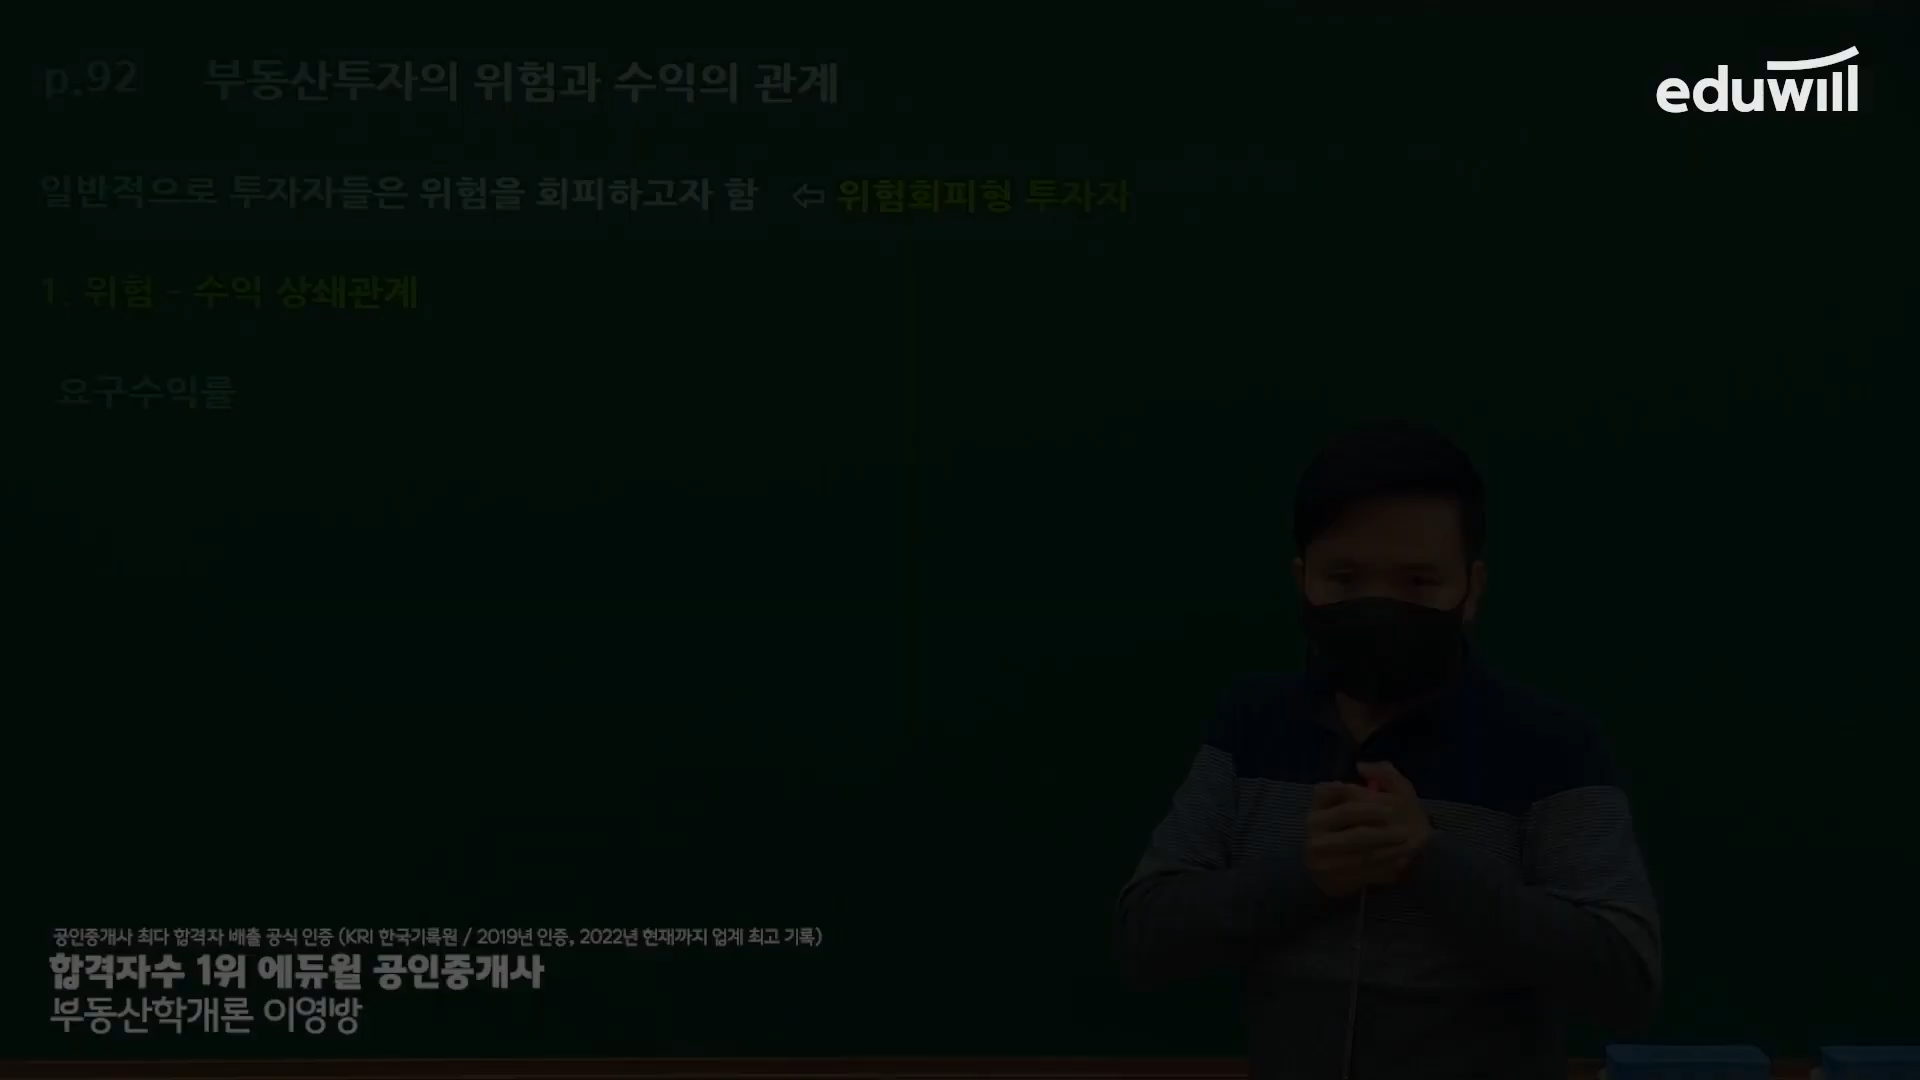 p.92 부동산투자의 위험과 수익의 관계
eduwill
일반적으로 투자자들은 위험을 회피하고자 함 ⇦ 위험회피형 투자자
1. 위험 - 수익 상쇄관계
요구수익률
공인중개사 최다 합격자 배출 공식 인증 (KRI 한국기록원 / 2019년 인증, 2022년 현재까지 업계 최고 기록)
합격자수 1위 에듀윌 공인중개사
부동산학개론 이영방